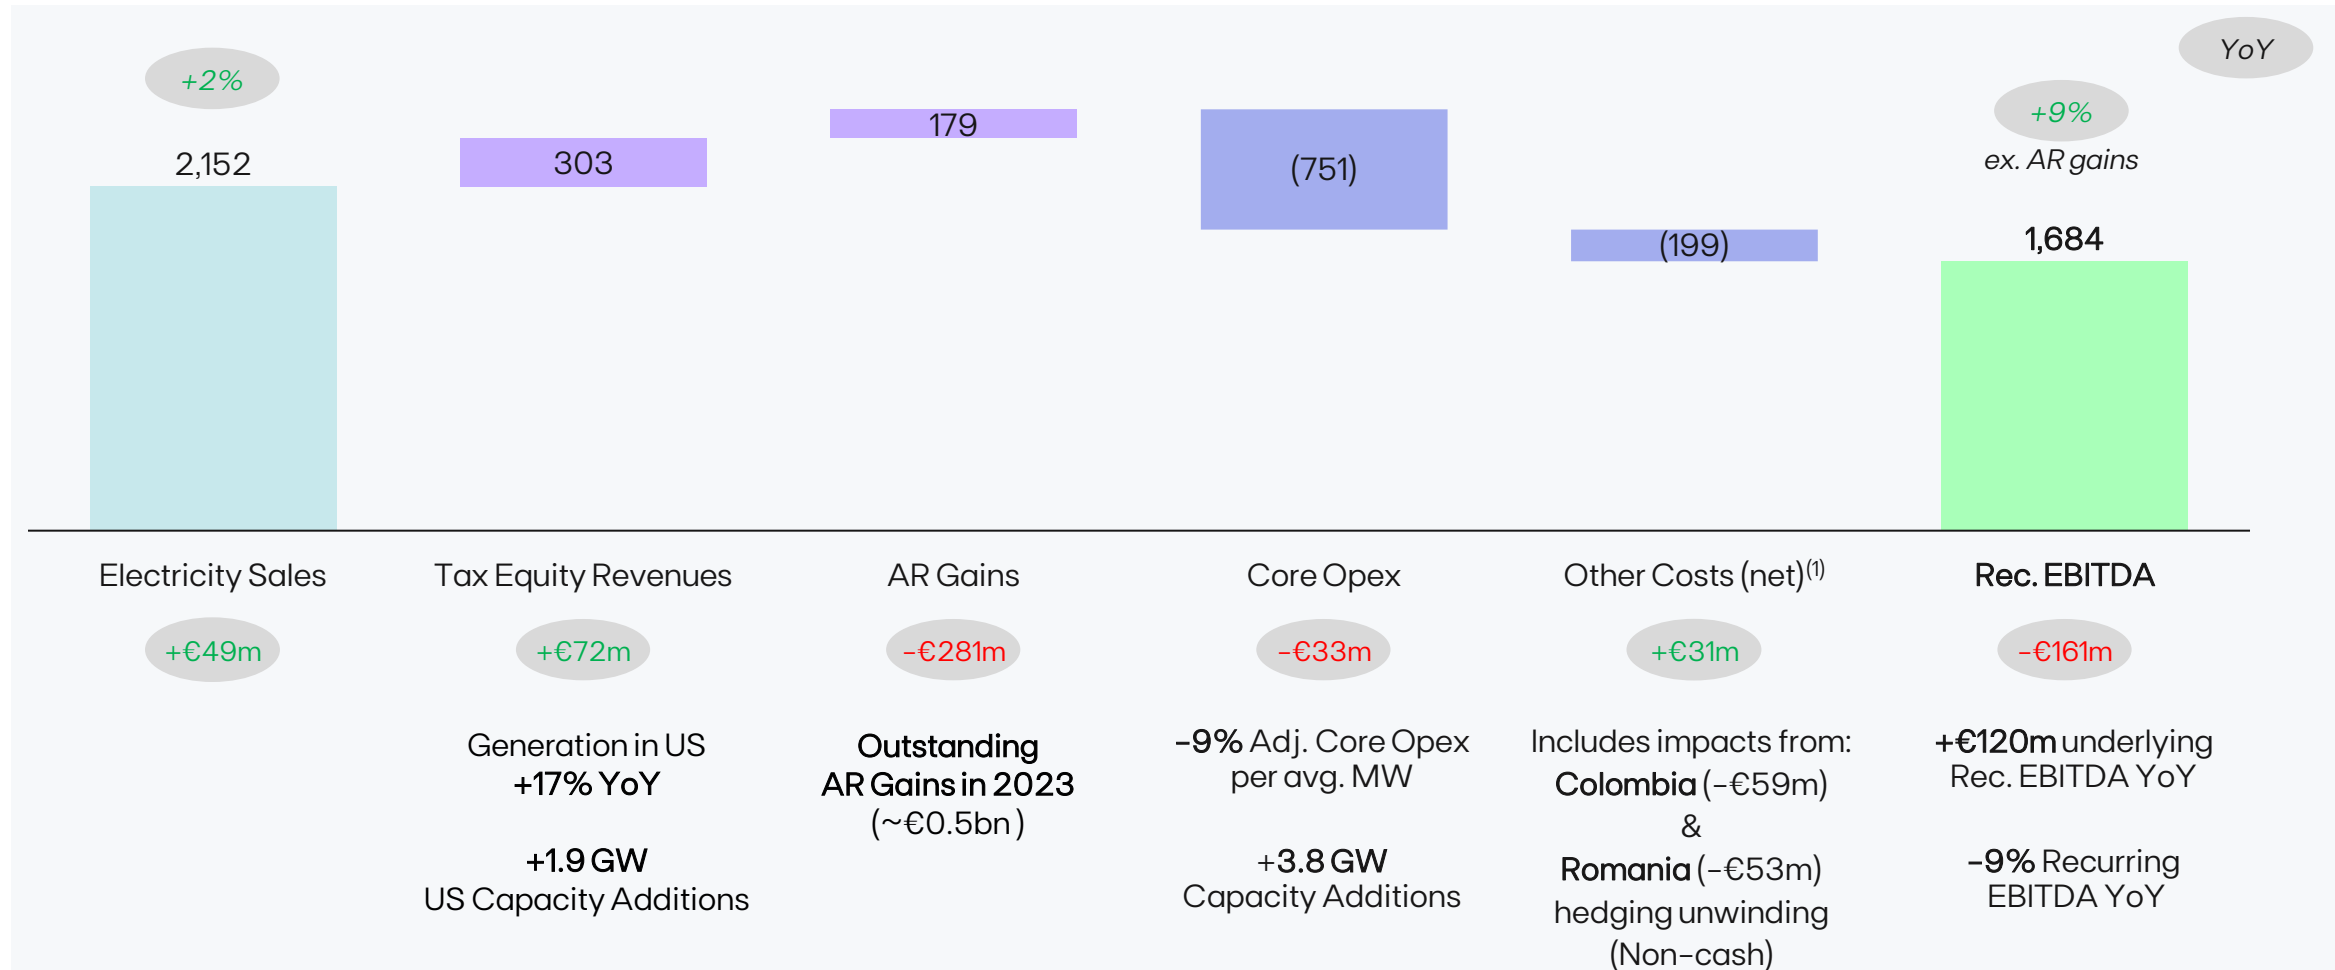 YoY
+2%
+9%
ex. AR gains
2,152
303
179
(751)
(199)
1,684
Electricity Sales
Tax Equity Revenues
AR Gains
Core Opex
Other Costs (net)(1)
Rec. EBITDA
+€49m
+€72m
-€281m
-€33m
+€31m
-€161m
Generation in US
+17% YoY
+1.9 GW
US Capacity Additions
Outstanding
AR Gains in 2023
(~€0.5bn )
-9% Adj. Core Opex
per avg. MW
+3.8 GW
Capacity Additions
Includes impacts from:
Colombia (-€59m)
&
Romania (-€53m)
hedging unwinding
(Non-cash)
+€120m underlying
Rec. EBITDA YoY
-9% Recurring
EBITDA YoY